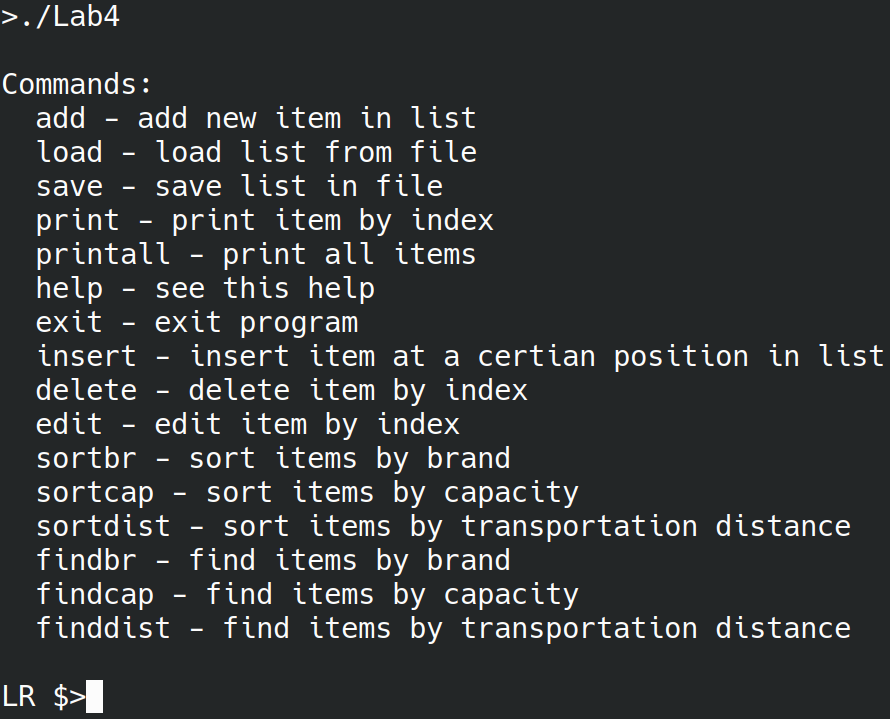 >./Lab4
Commands:
add - add new item in list
load - load list from file
save - save list in file
print - print item by index
printall - print all items
help - see this help
exit - exit program
insert - insert item at a certian position in list
delete - delete item by index
edit - edit item by index
sortbr - sort items by brand
sortcap - sort items by capacity
sortdist - sort items by transportation distance
findbr - find items by brand
findcap - find items by capacity
finddist - find items by transportation distance
LR $>